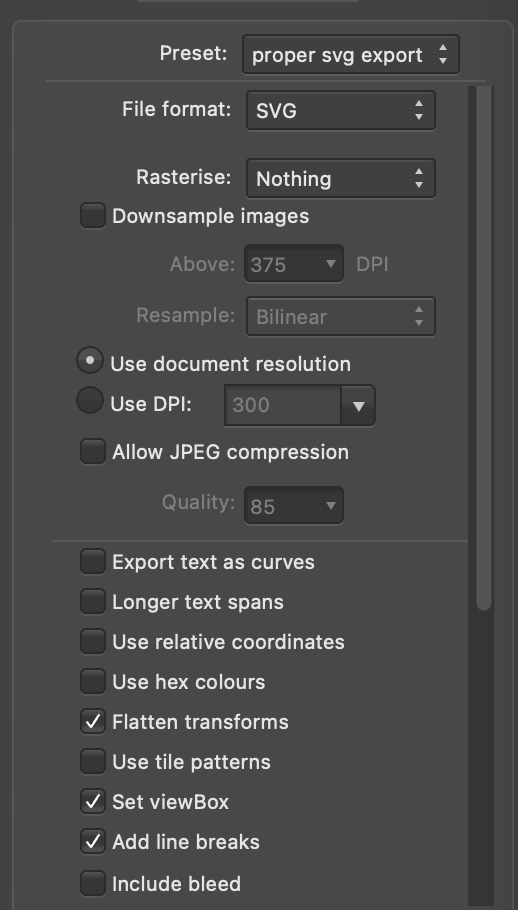 Preset: proper svg export
File format: SVG
Rasterise: Nothing
Downsample images
Above: 375 DPI
Resample: Bilinear
Use document resolution
Use DPI: 300
Allow JPEG compression
Quality: 85
Export text as curves
Longer text spans
Use relative coordinates
Use hex colours
Flatten transforms
Use tile patterns
Set viewBox
Add line breaks
Include bleed